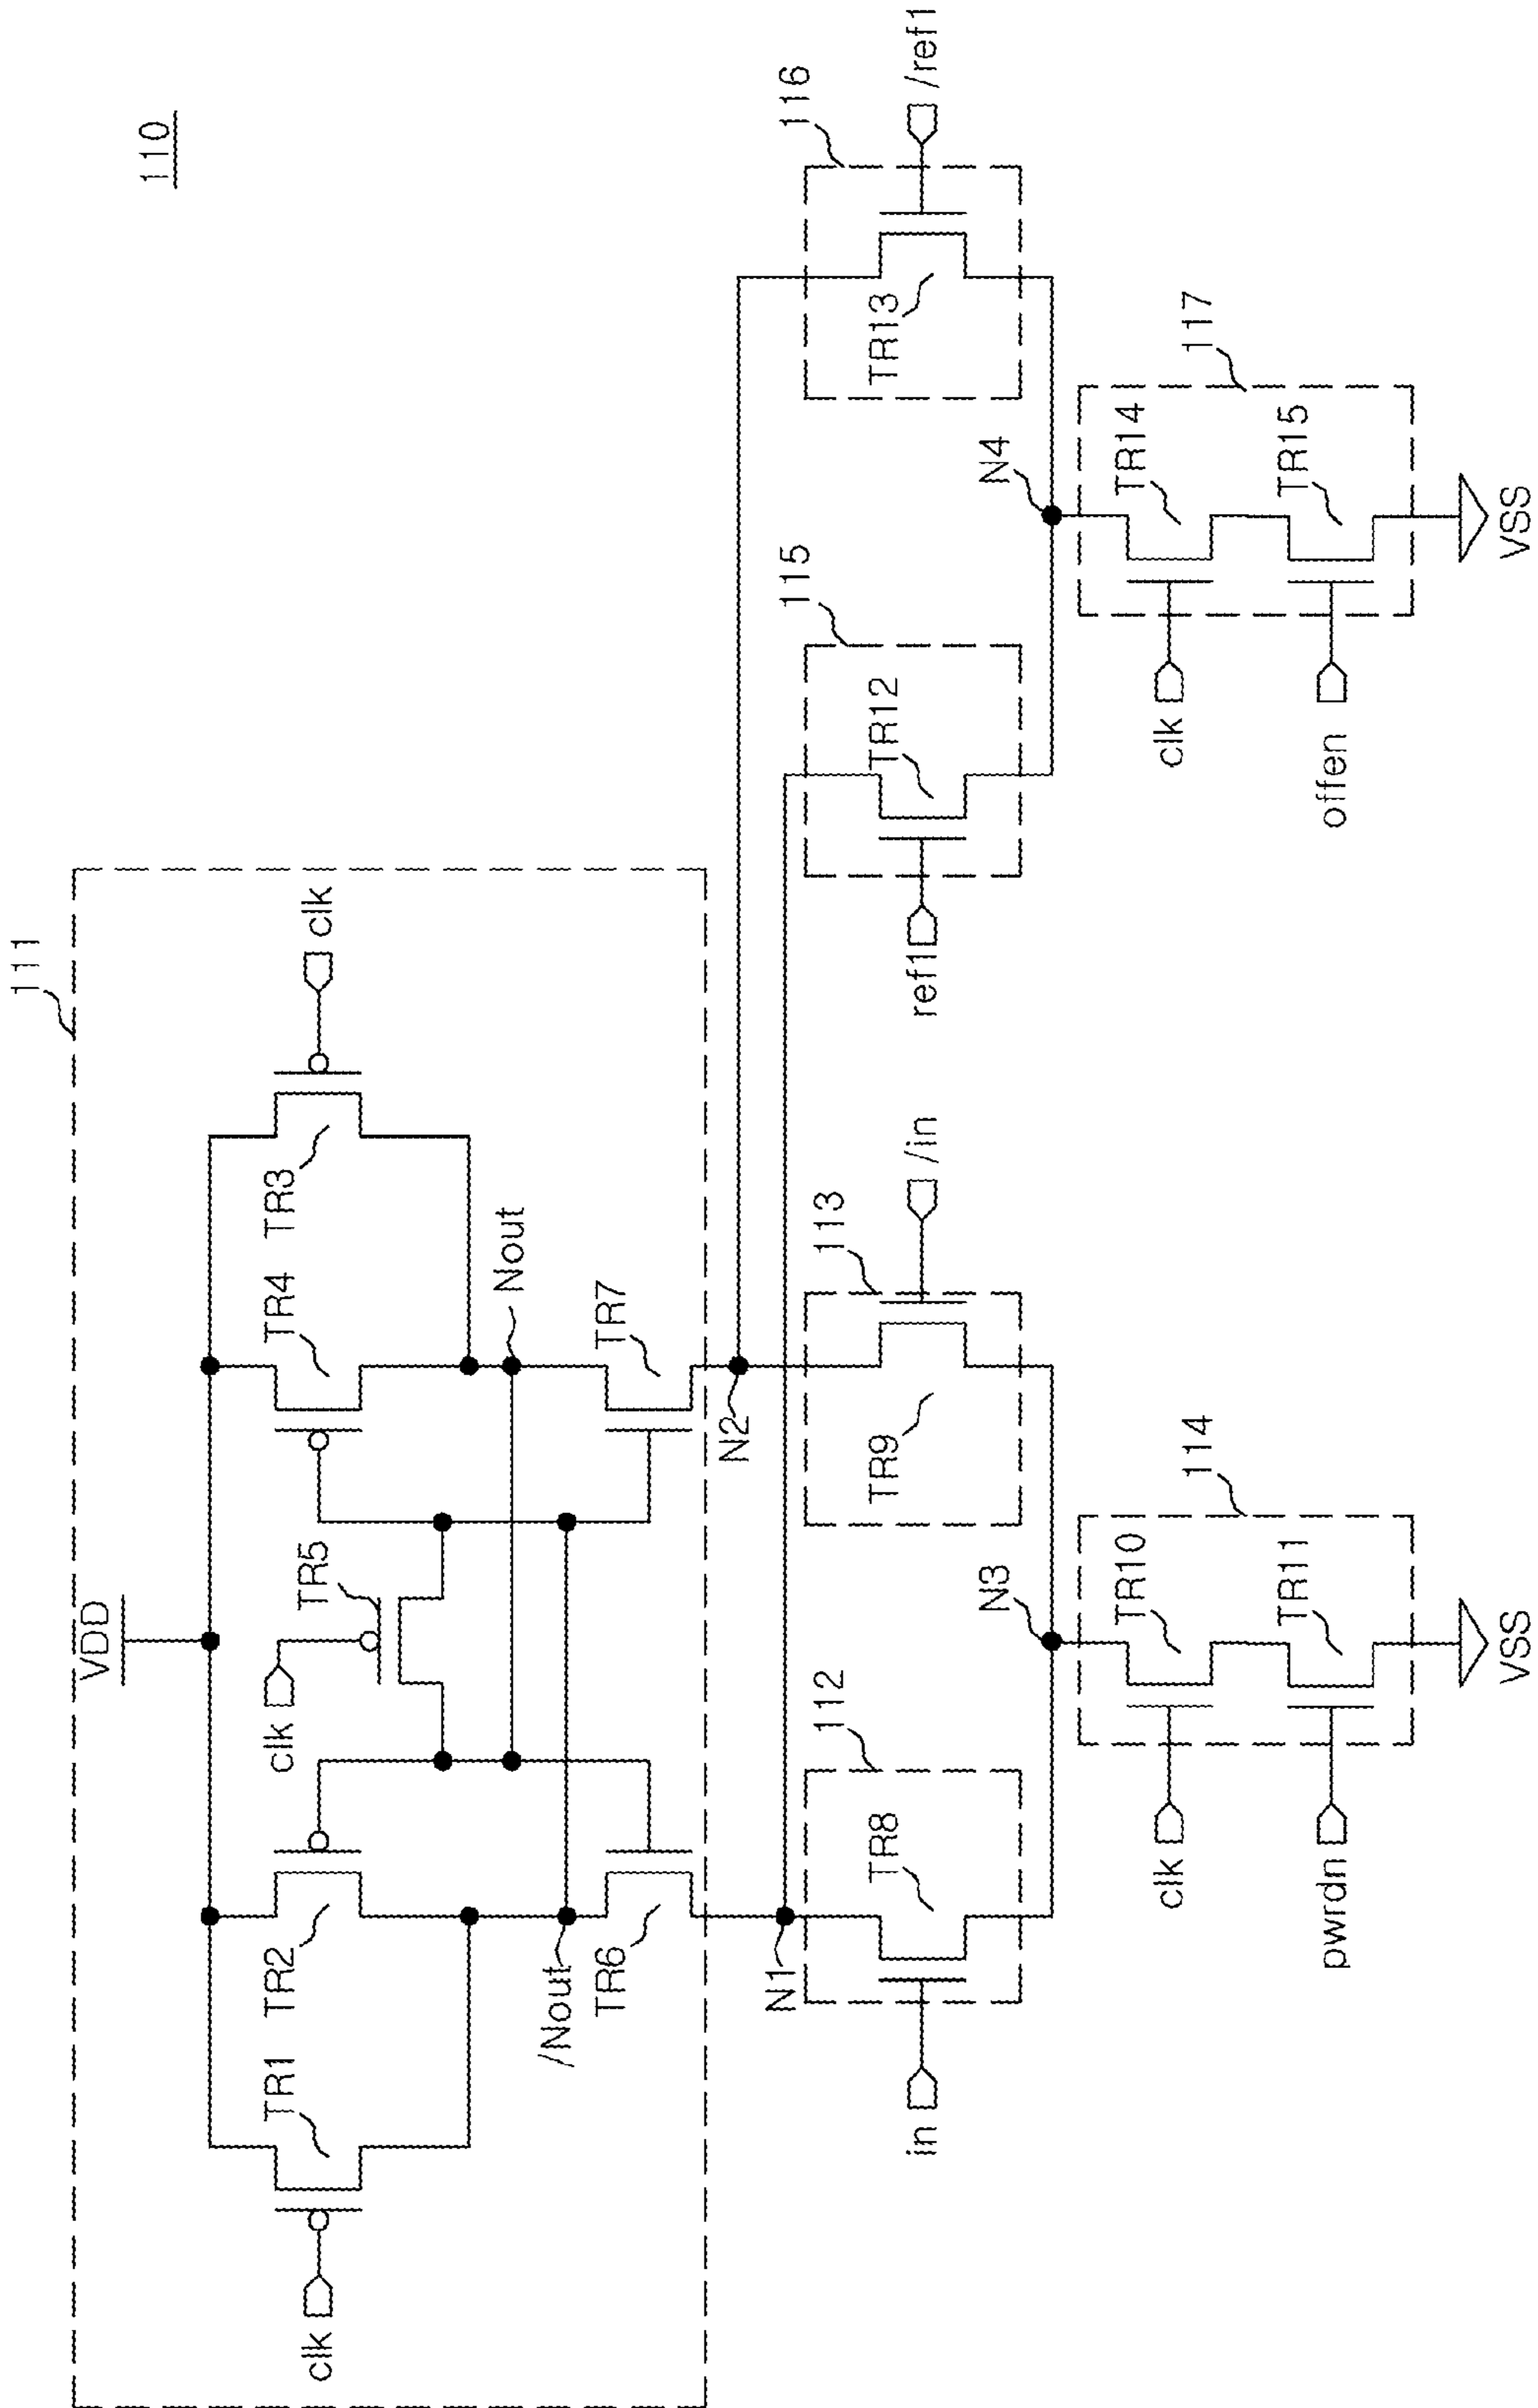 110
111
VDD
clk
TR1
TR2
clk
TR5
TR4
TR3
clk
/Nout
TR6
Nout
TR7
N1
N2
112
in
TR8
113
TR9
/in
115
ref1
TR12
116
TR13
/ref1
N3
N4
114
clk
TR10
pwrdn
TR11
VSS
117
clk
TR14
offen
TR15
VSS